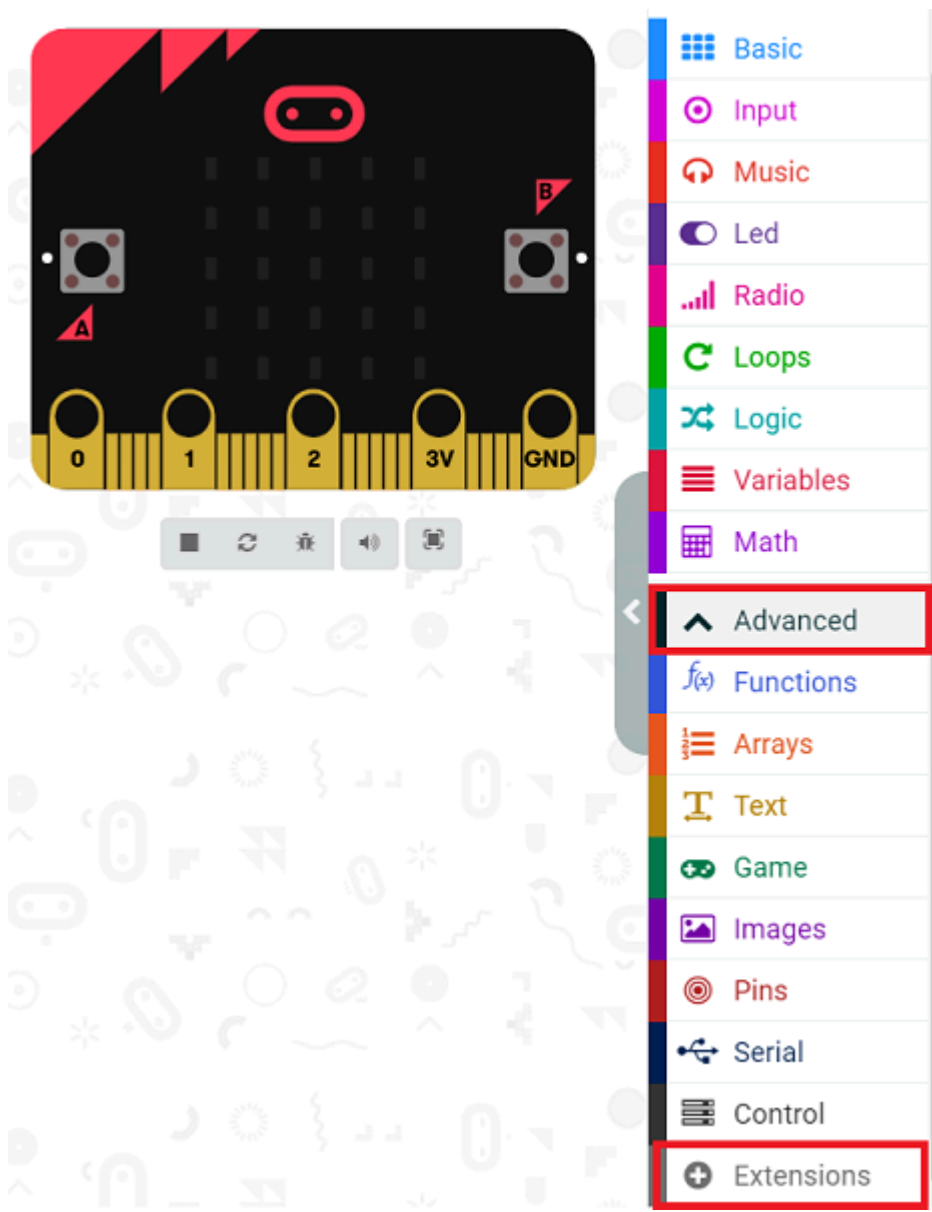 B
A
0 1 2 3V GND
Basic
Input
Music
Led
Radio
Loops
Logic
Variables
Math
Advanced
f(x) Functions
Arrays
Text
Game
Images
Pins
Serial
Control
Extensions